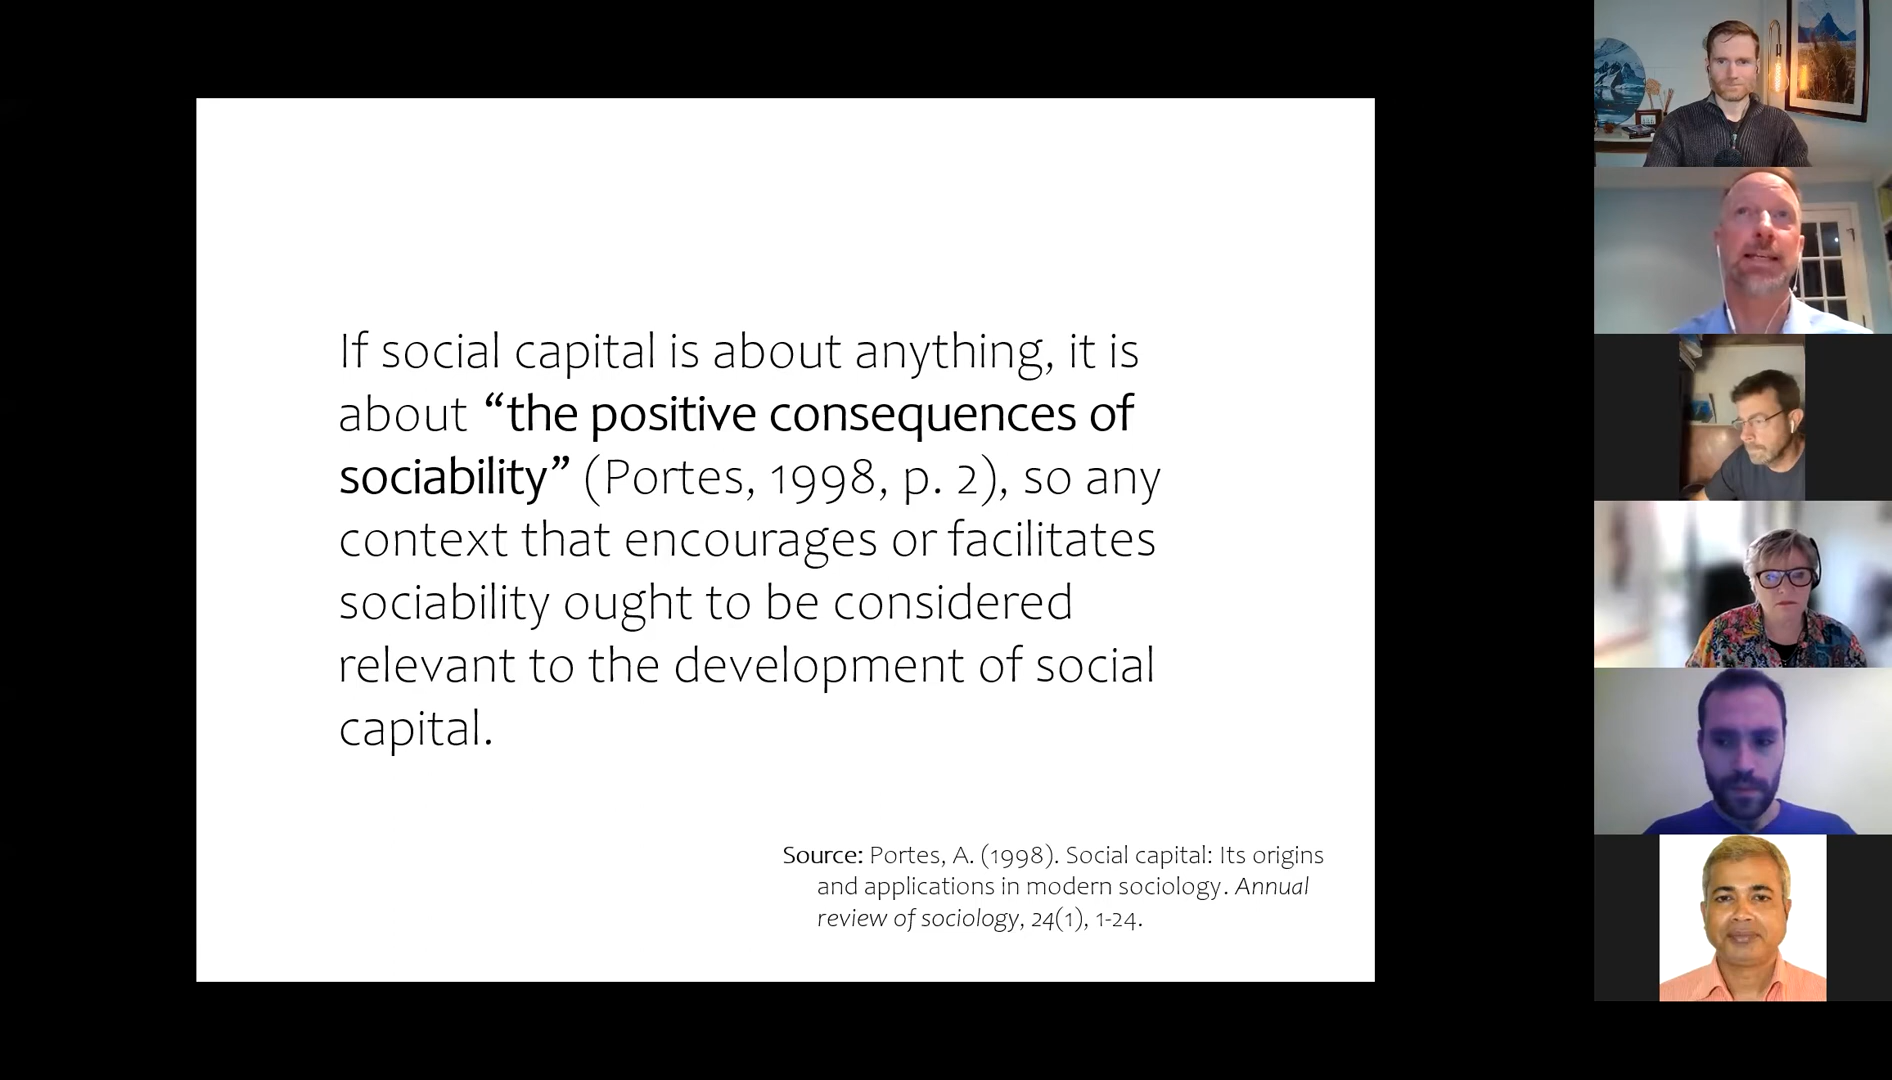 If social capital is about anything, it is
about “the positive consequences of
sociability” (Portes, 1998, p. 2), so any
context that encourages or facilitates
sociability ought to be considered
relevant to the development of social
capital.
Source: Portes, A. (1998). Social capital: Its origins
and applications in modern sociology. Annual
review of sociology, 24(1), 1-24.